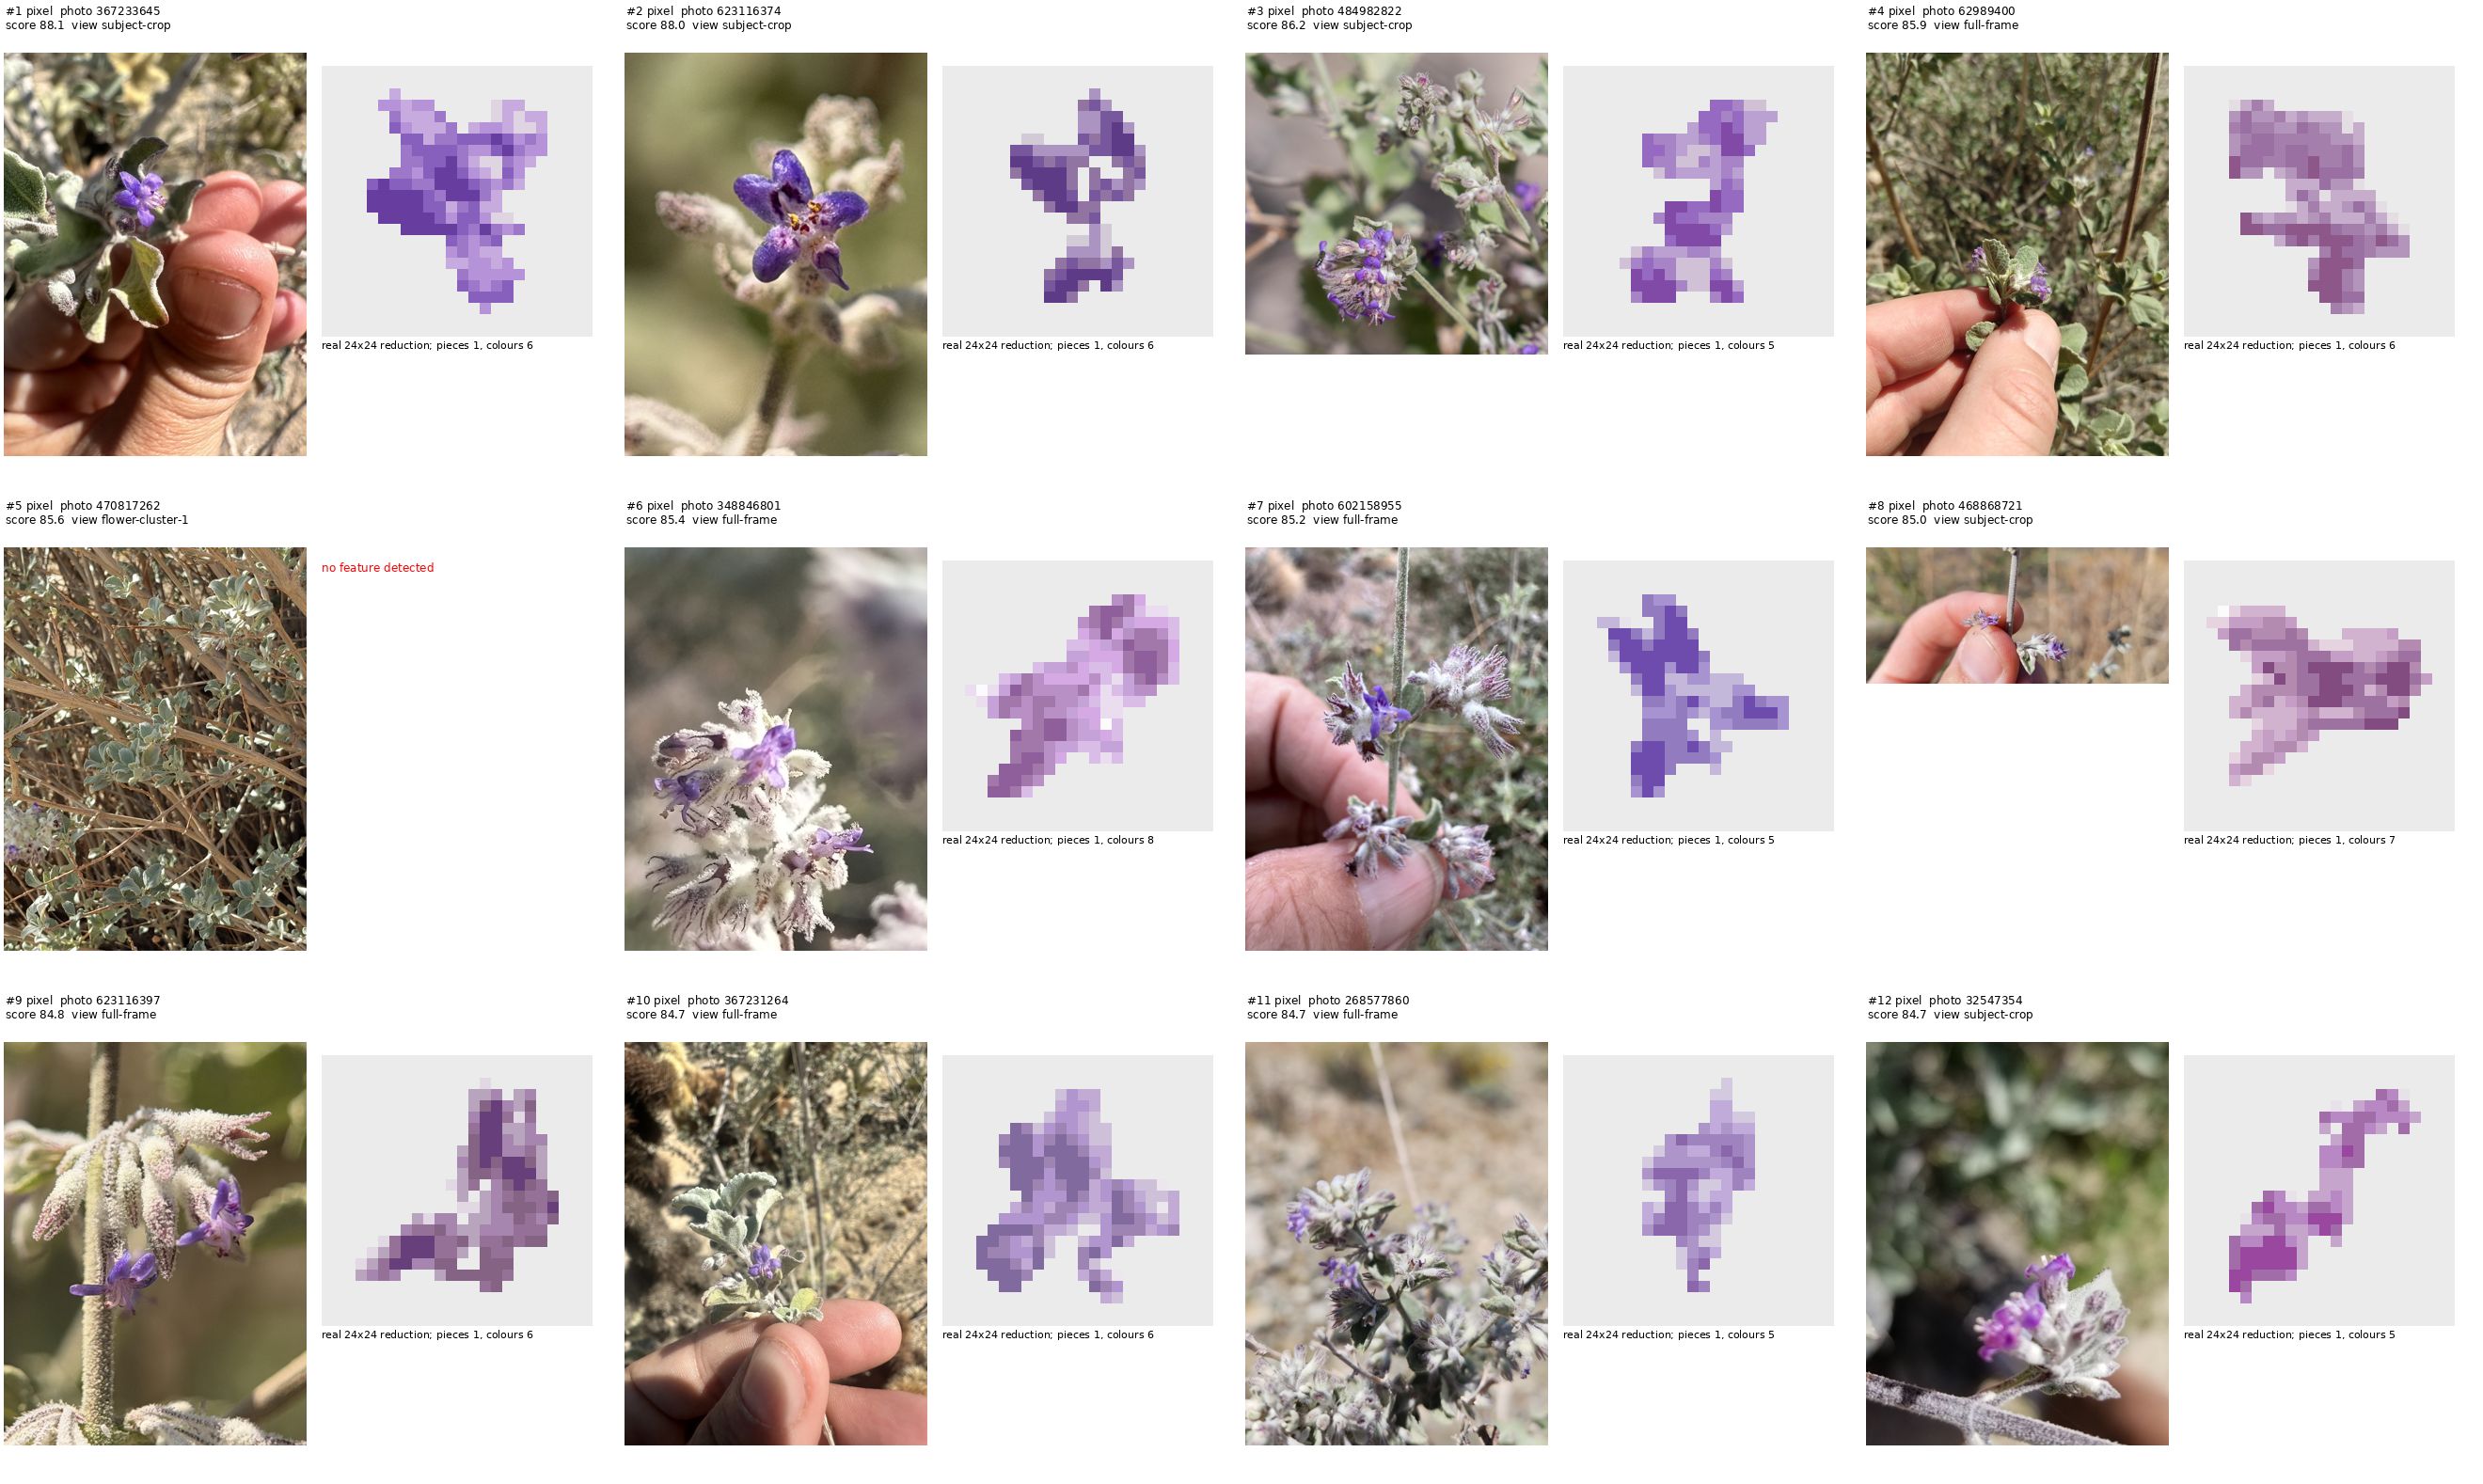 #1 pixel  photo 367233645
score 88.1  view subject-crop
real 24x24 reduction; pieces 1, colours 6
#2 pixel  photo 623116374
score 88.0  view subject-crop
real 24x24 reduction; pieces 1, colours 6
#3 pixel  photo 484982822
score 86.2  view subject-crop
real 24x24 reduction; pieces 1, colours 5
#4 pixel  photo 62989400
score 85.9  view full-frame
real 24x24 reduction; pieces 1, colours 6
#5 pixel  photo 470817262
score 85.6  view flower-cluster-1
no feature detected
#6 pixel  photo 348846801
score 85.4  view full-frame
real 24x24 reduction; pieces 1, colours 8
#7 pixel  photo 602158955
score 85.2  view full-frame
real 24x24 reduction; pieces 1, colours 5
#8 pixel  photo 468868721
score 85.0  view subject-crop
real 24x24 reduction; pieces 1, colours 7
#9 pixel  photo 623116397
score 84.8  view full-frame
real 24x24 reduction; pieces 1, colours 6
#10 pixel  photo 367231264
score 84.7  view full-frame
real 24x24 reduction; pieces 1, colours 6
#11 pixel  photo 268577860
score 84.7  view full-frame
real 24x24 reduction; pieces 1, colours 5
#12 pixel  photo 32547354
score 84.7  view subject-crop
real 24x24 reduction; pieces 1, colours 5